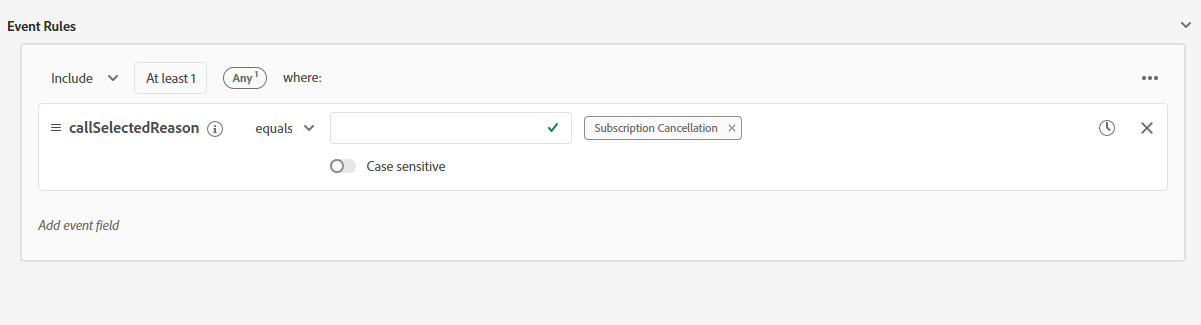 Event Rules
Include At least 1 Any 1 where:
callSelectedReason equals Subscription Cancellation
Case sensitive
Add event field